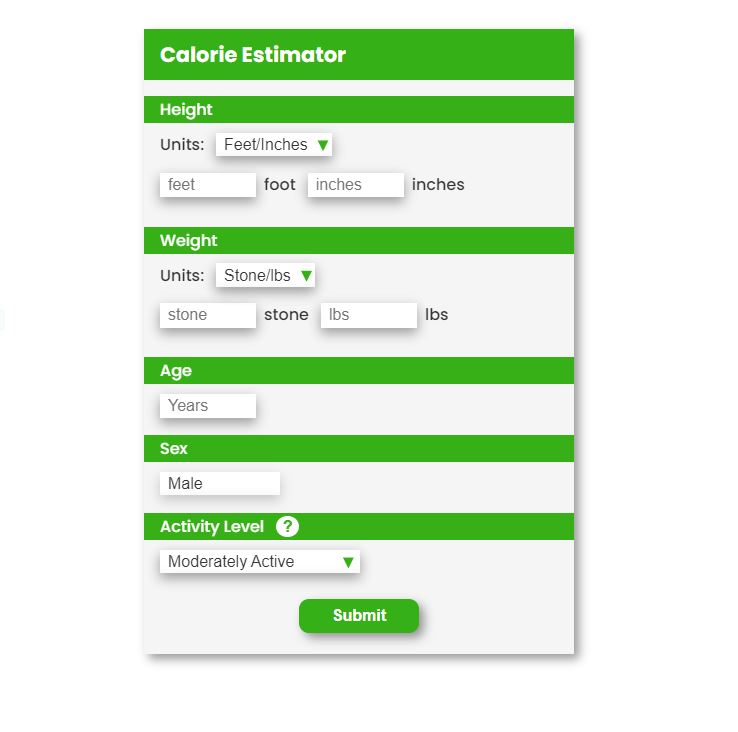 Calorie Estimator
Height
Units: Feet/Inches ▼
feet foot inches inches
Weight
Units: Stone/lbs ▼
stone stone lbs lbs
Age
Years
Sex
Male
Activity Level ?
Moderately Active ▼
Submit